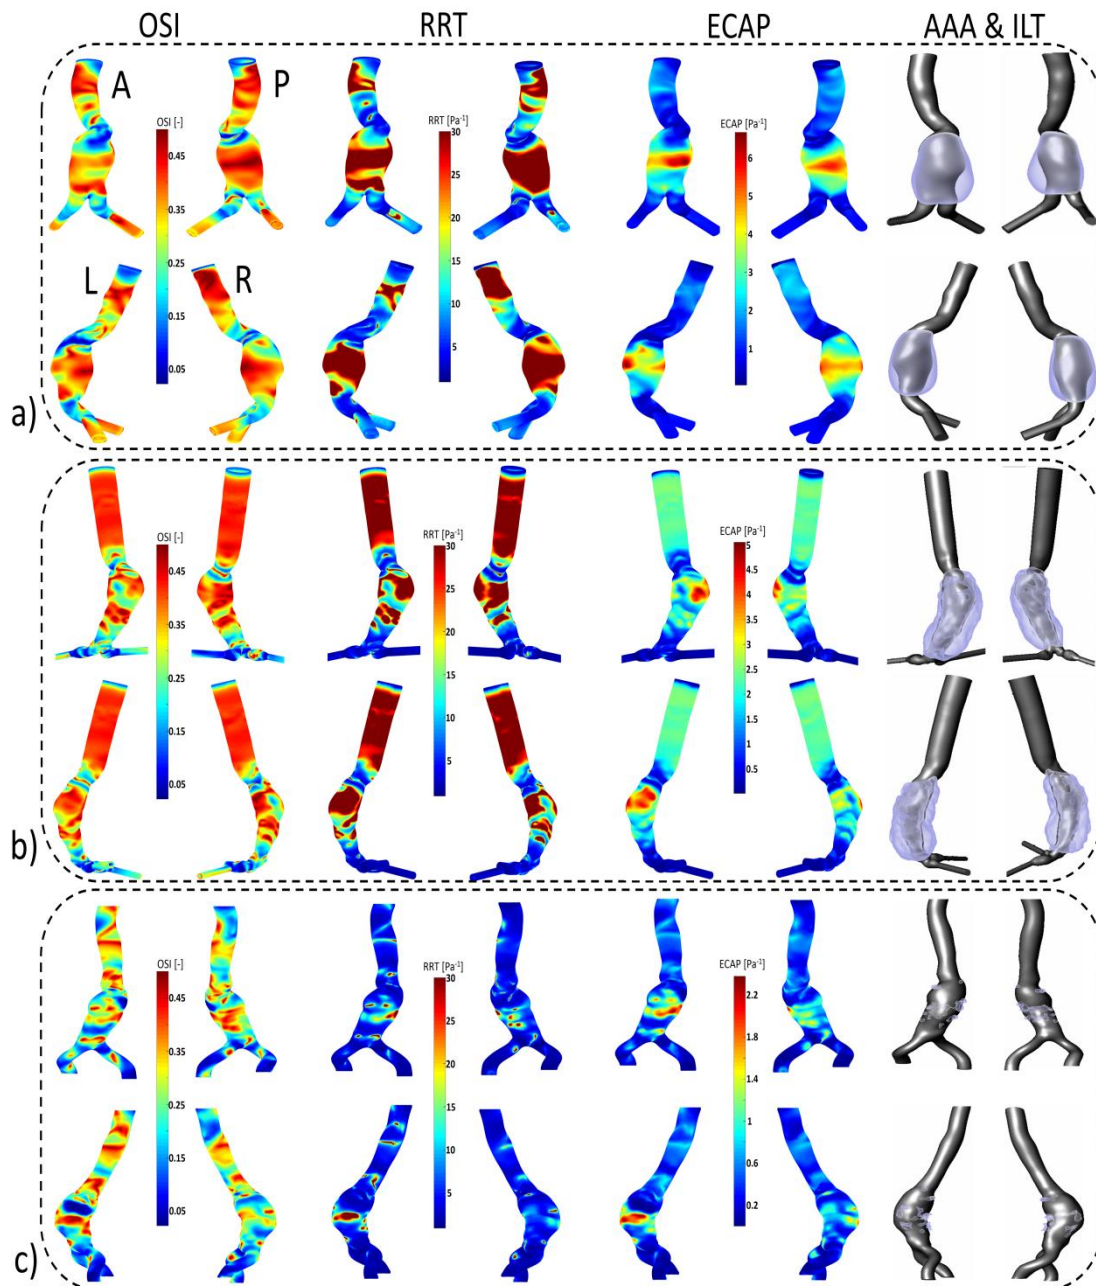 OSI RRT ECAP AAA & ILT
A P
OSI [-] RRT [Pa⁻¹] ECAP [Pa⁻¹]
0.45 30 6
0.35 25 5
0.25 20 4
0.15 15 3
0.05 10 2
5 1
L R
a)
OSI [-] RRT [Pa⁻¹] ECAP [Pa⁻¹]
0.45 30 5
0.35 25 4.5
0.25 20 4
0.15 15 3.5
0.05 10 3
5 2.5
2
1.5
1
0.5
b)
OSI [-] RRT [Pa⁻¹] ECAP [Pa⁻¹]
0.45 30 2.2
0.35 25 1.8
0.25 20 1.4
0.15 15 1
0.05 10 0.6
5 0.2
c)